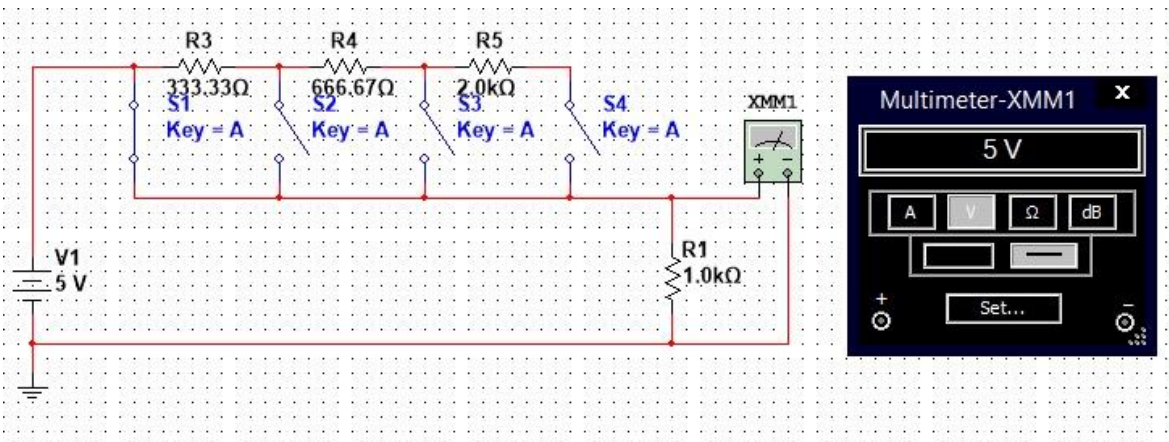 R3
R4
R5
333.33Ω
666.67Ω
2.0kΩ
S1
Key = A
S2
Key = A
S3
Key = A
S4
Key = A
XMM1
+ −
V1
5 V
R1
1.0kΩ
Multimeter-XMM1 x
5 V
A V Ω dB
+
Set...
−